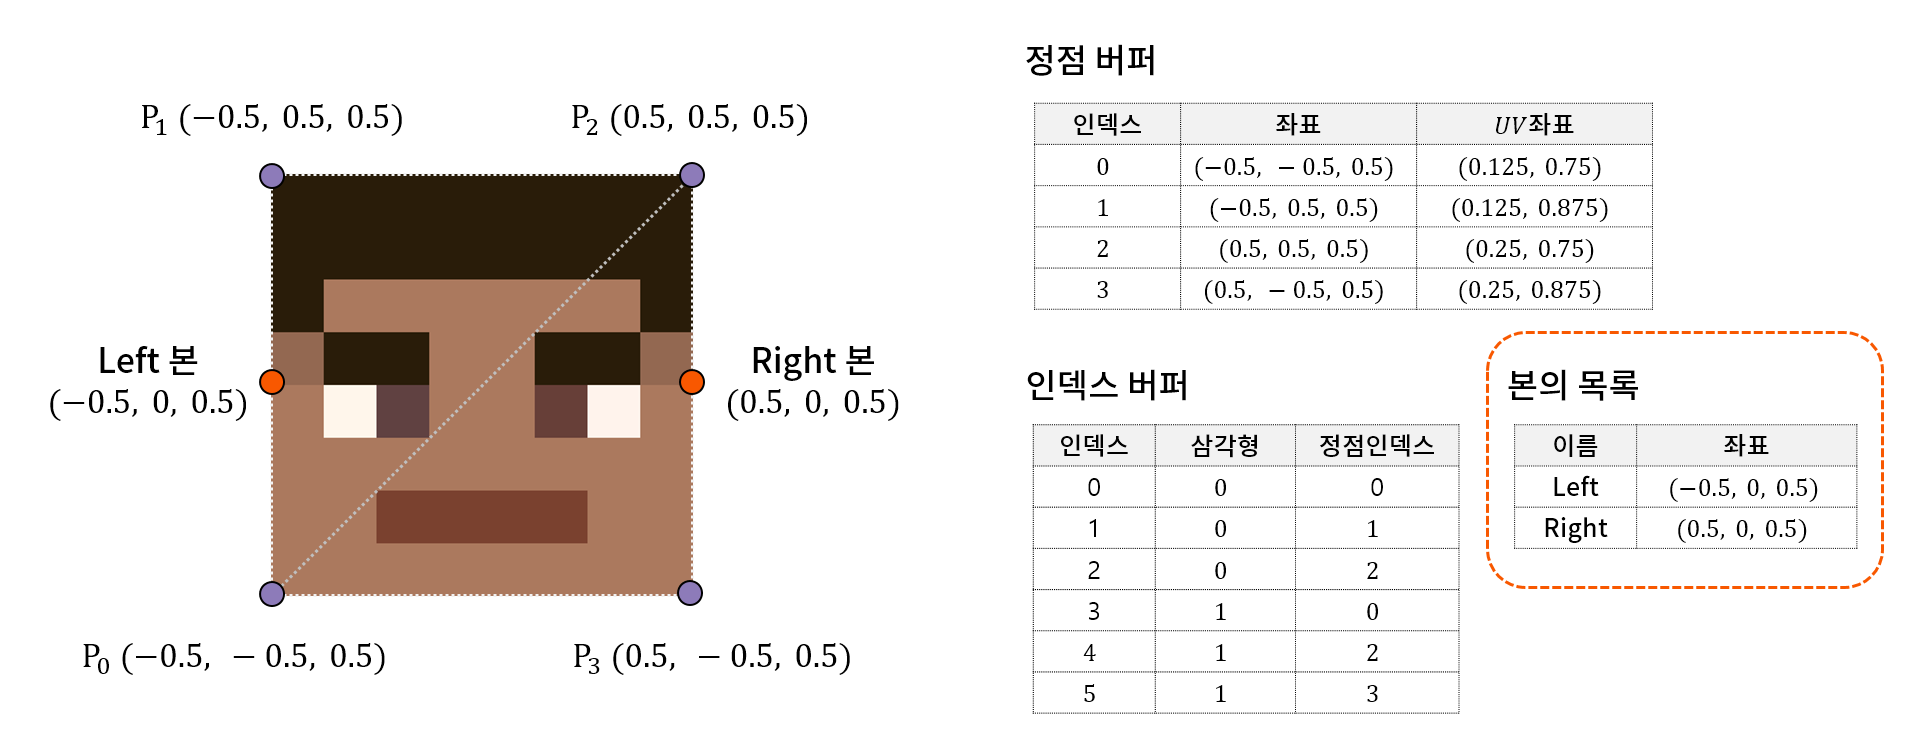 P₁ (−0.5, 0.5, 0.5)
P₂ (0.5, 0.5, 0.5)
Left 본
(−0.5, 0, 0.5)
Right 본
(0.5, 0, 0.5)
P₀ (−0.5, −0.5, 0.5)
P₃ (0.5, −0.5, 0.5)
정점 버퍼
인덱스 좌표 UV좌표
0 (−0.5, −0.5, 0.5) (0.125, 0.75)
1 (−0.5, 0.5, 0.5) (0.125, 0.875)
2 (0.5, 0.5, 0.5) (0.25, 0.75)
3 (0.5, −0.5, 0.5) (0.25, 0.875)
인덱스 버퍼
인덱스 삼각형 정점인덱스
0 0 0
1 0 1
2 0 2
3 1 0
4 1 2
5 1 3
본의 목록
이름 좌표
Left (−0.5, 0, 0.5)
Right (0.5, 0, 0.5)